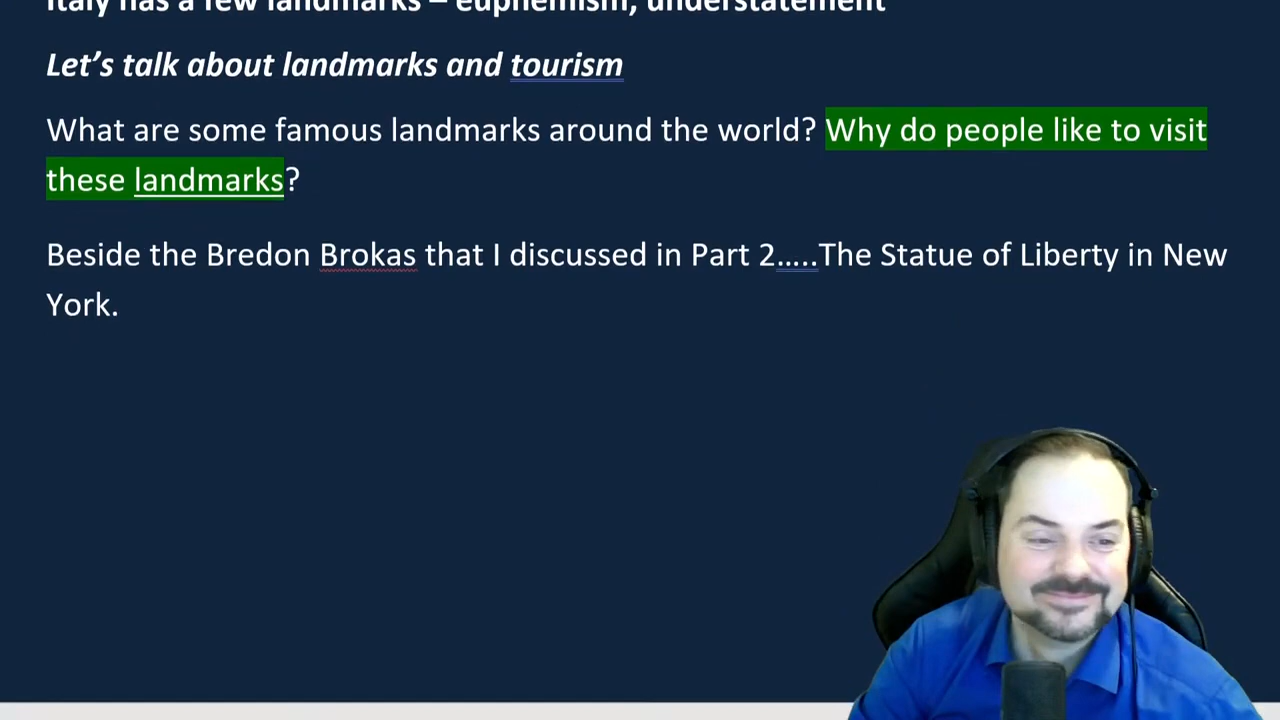 Italy has a few landmarks – euphemism, understatement
Let's talk about landmarks and tourism
What are some famous landmarks around the world? Why do people like to visit
these landmarks?
Beside the Bredon Brokas that I discussed in Part 2.....The Statue of Liberty in New
York.